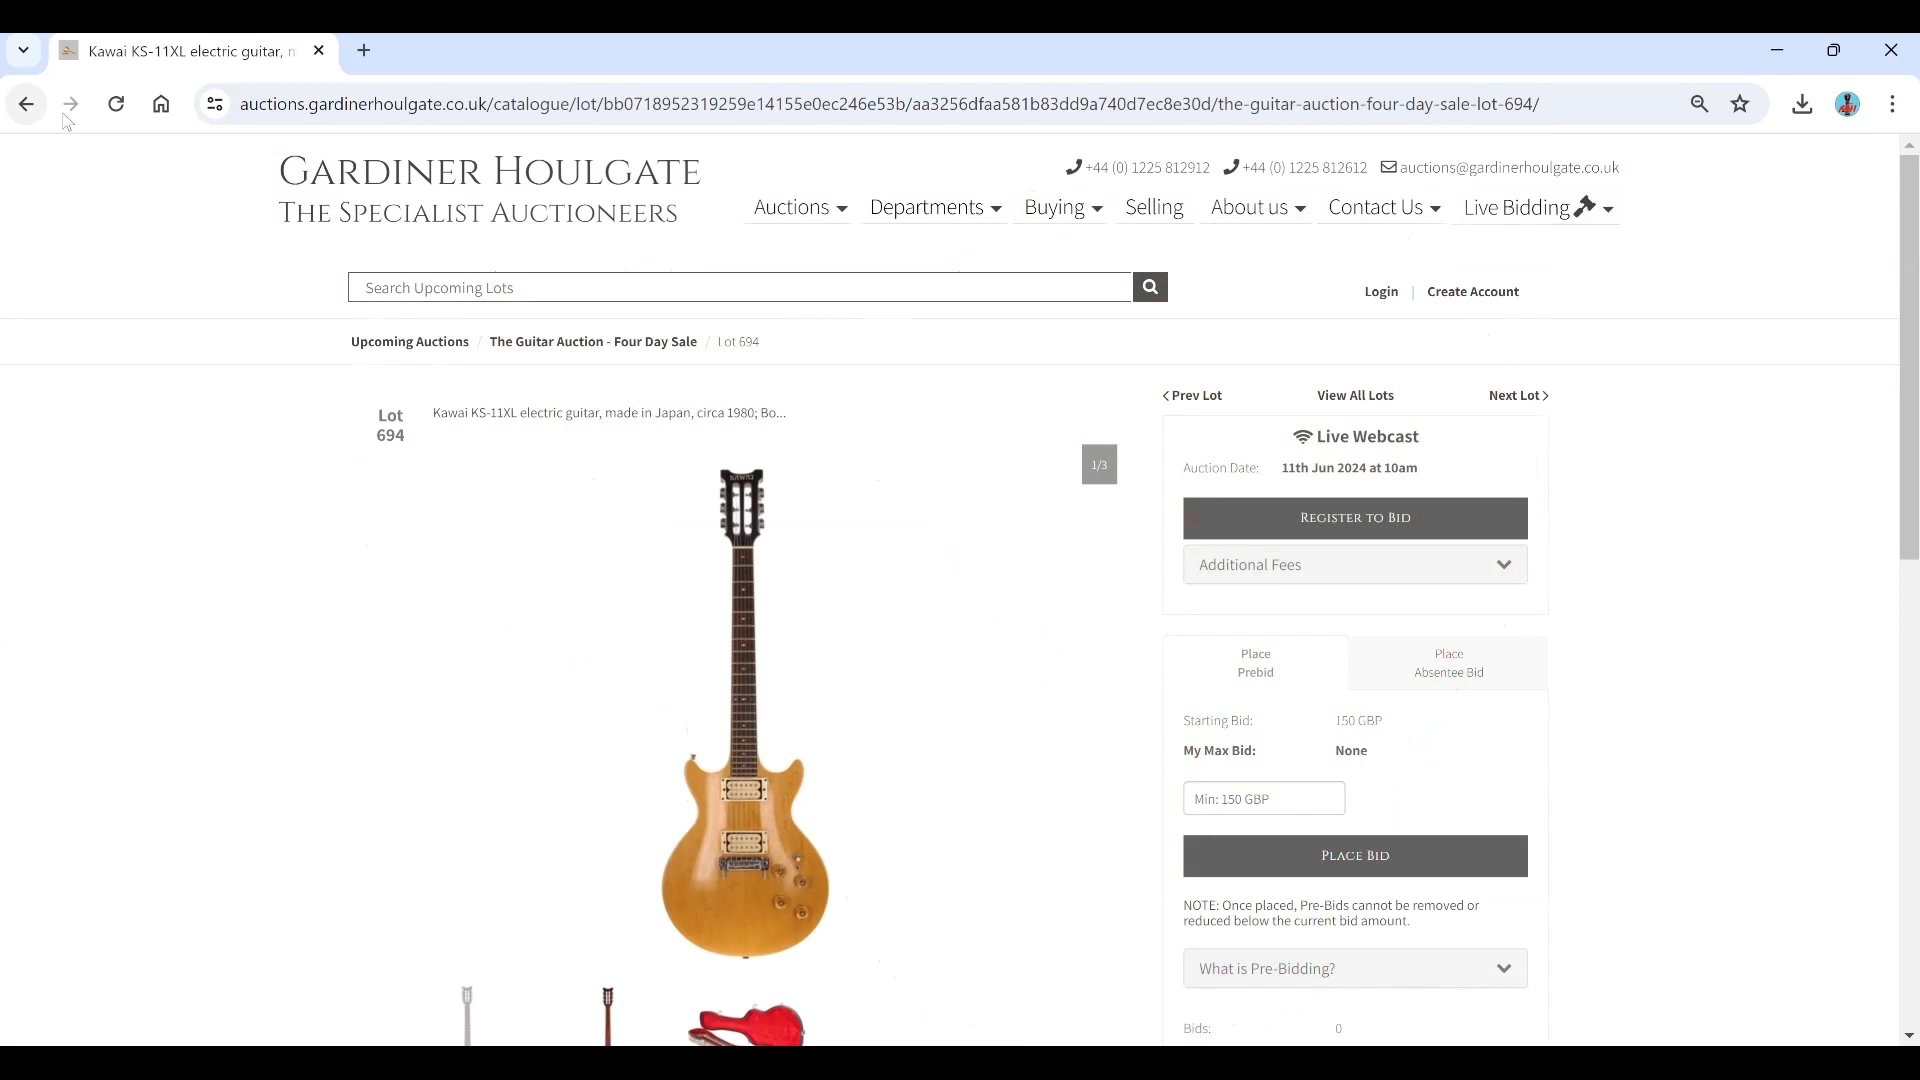 Kawai KS-11XL electric guitar, m
auctions.gardinerhoulgate.co.uk/catalogue/lot/bb0718952319259e14155e0ec246e53b/aa3256dfaa581b83dd9a740d7ec8e30d/the-guitar-auction-four-day-sale-lot-694/
GARDINER HOULGATE
THE SPECIALIST AUCTIONEERS
+44 (0) 1225 812912 +44 (0) 1225 812612 auctions@gardinerhoulgate.co.uk
Auctions Departments Buying Selling About us Contact Us Live Bidding
Search Upcoming Lots
Login | Create Account
Upcoming Auctions / The Guitar Auction - Four Day Sale / Lot 694
Prev Lot View All Lots Next Lot
Lot
694
Kawai KS-11XL electric guitar, made in Japan, circa 1980; Bo...
1/3
KAWAI
Live Webcast
Auction Date: 11th Jun 2024 at 10am
REGISTER TO BID
Additional Fees
Place
Prebid
Place
Absentee Bid
Starting Bid: 150 GBP
My Max Bid: None
Min: 150 GBP
PLACE BID
NOTE: Once placed, Pre-Bids cannot be removed or
reduced below the current bid amount.
What is Pre-Bidding?
Bids: 0